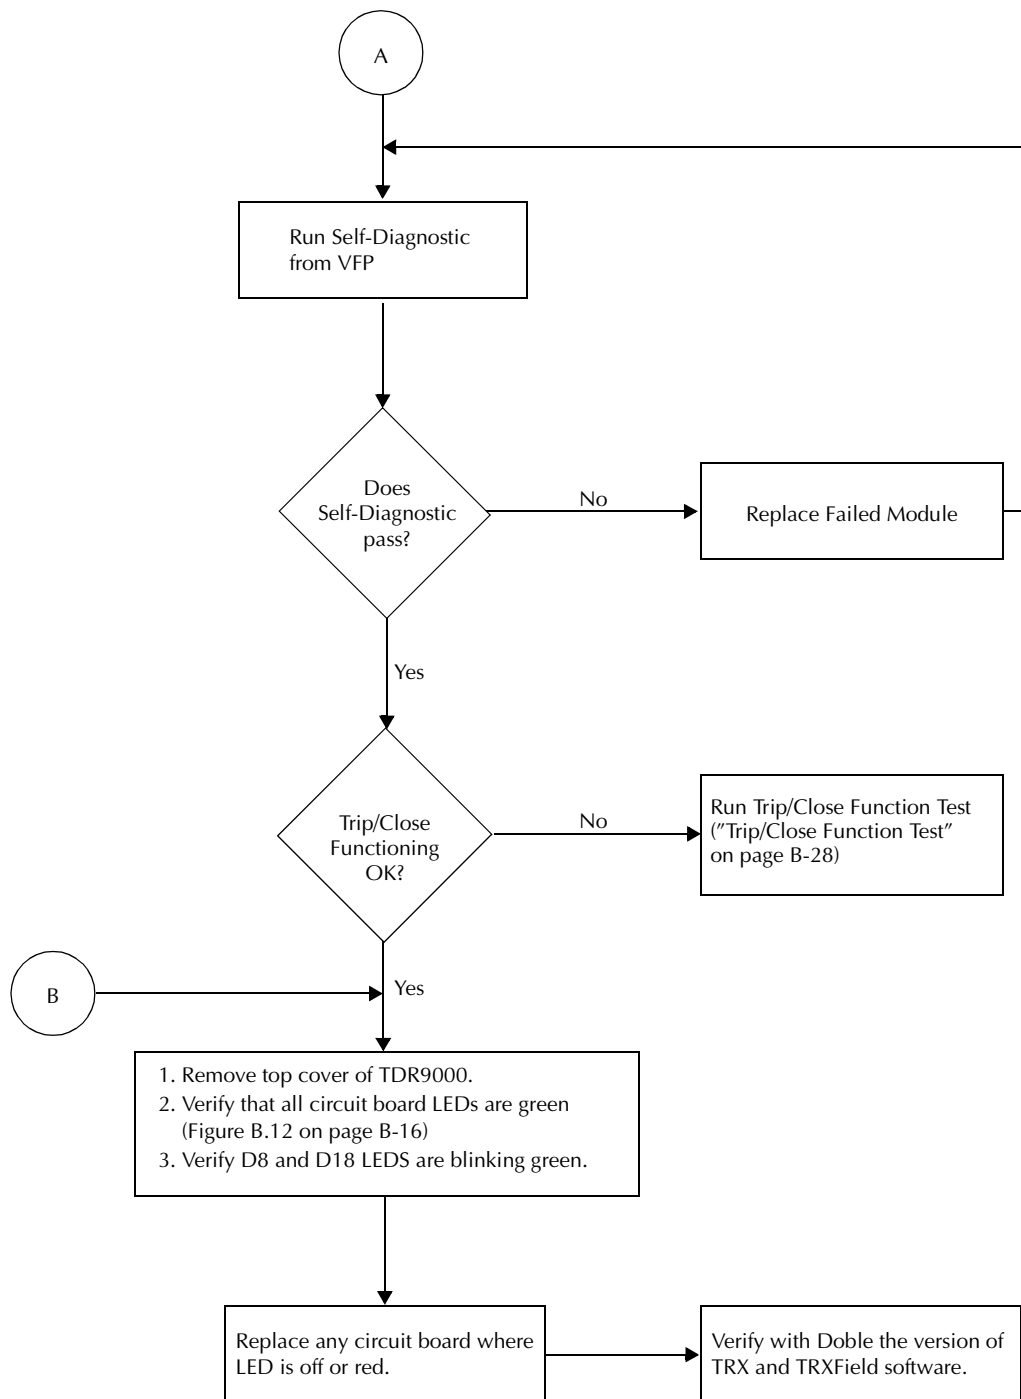 A
Run Self-Diagnostic
from VFP
Does
Self-Diagnostic
pass?
No
Replace Failed Module
Yes
Trip/Close
Functioning
OK?
No
Run Trip/Close Function Test
("Trip/Close Function Test"
on page B-28)
B
Yes
1. Remove top cover of TDR9000.
2. Verify that all circuit board LEDs are green
(Figure B.12 on page B-16)
3. Verify D8 and D18 LEDS are blinking green.
Replace any circuit board where
LED is off or red.
Verify with Doble the version of
TRX and TRXField software.